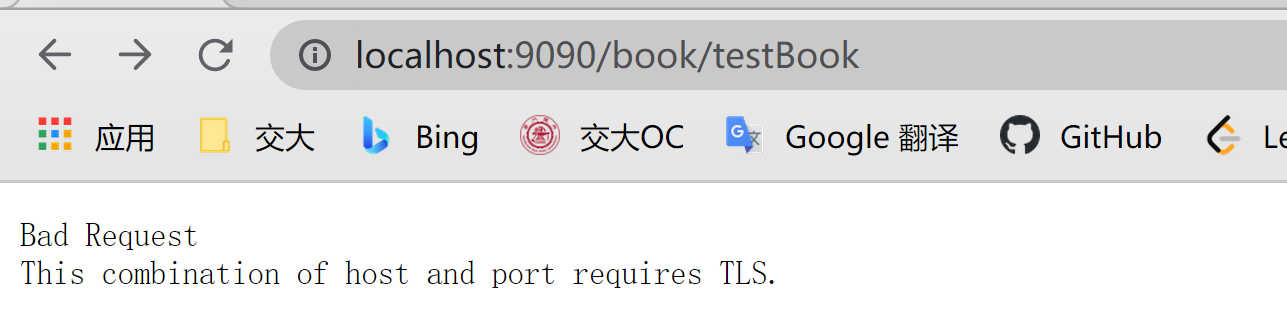 localhost:9090/book/testBook
应用 交大 Bing 交大OC Google 翻译 GitHub Le
Bad Request
This combination of host and port requires TLS.